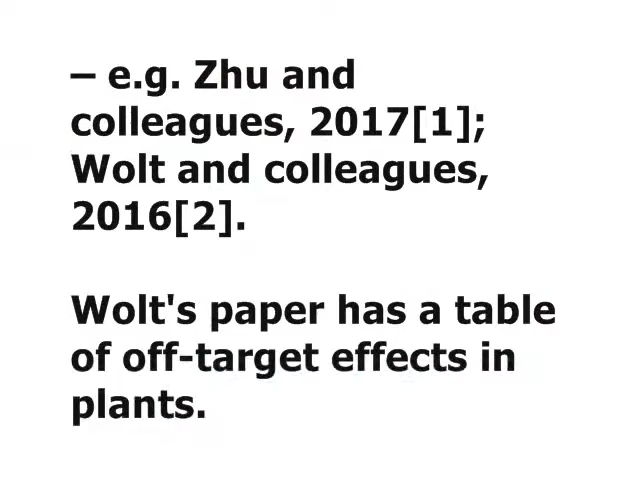 – e.g. Zhu and
colleagues, 2017[1];
Wolt and colleagues,
2016[2].
Wolt's paper has a table
of off-target effects in
plants.